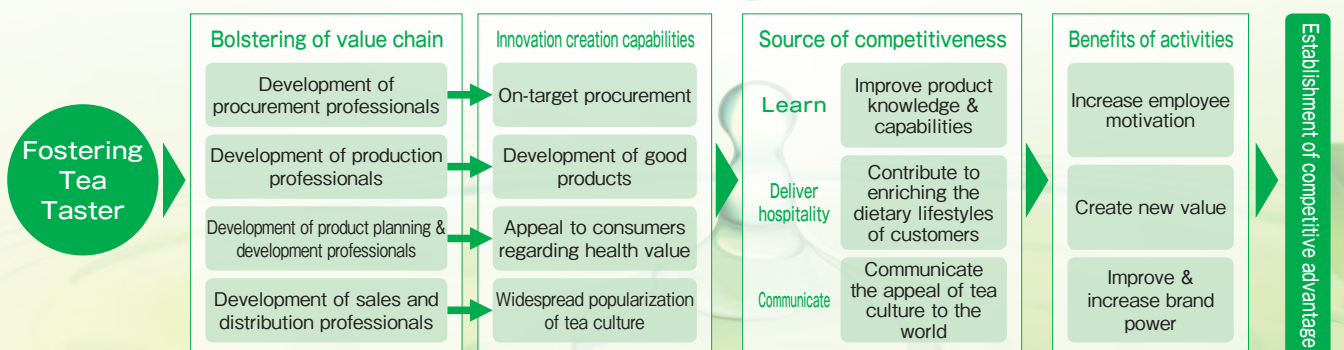 Fostering
Tea
Taster
Bolstering of value chain
Development of
procurement professionals
Development of production
professionals
Development of product planning &
development professionals
Development of sales and
distribution professionals
Innovation creation capabilities
On-target procurement
Development of good
products
Appeal to consumers
regarding health value
Widespread popularization
of tea culture
Source of competitiveness
Learn
Improve product
knowledge &
capabilities
Deliver
hospitality
Contribute to
enriching the
dietary lifestyles
of customers
Communicate
Communicate
the appeal of tea
culture to the
world
Benefits of activities
Increase employee
motivation
Create new value
Improve &
increase brand
power
Establishment of competitive advantage